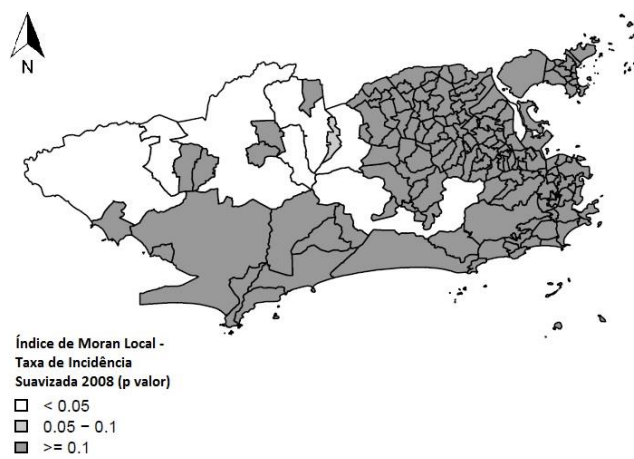 N
Índice de Moran Local -
Taxa de Incidência
Suavizada 2008 (p valor)
< 0.05
0.05 – 0.1
>= 0.1